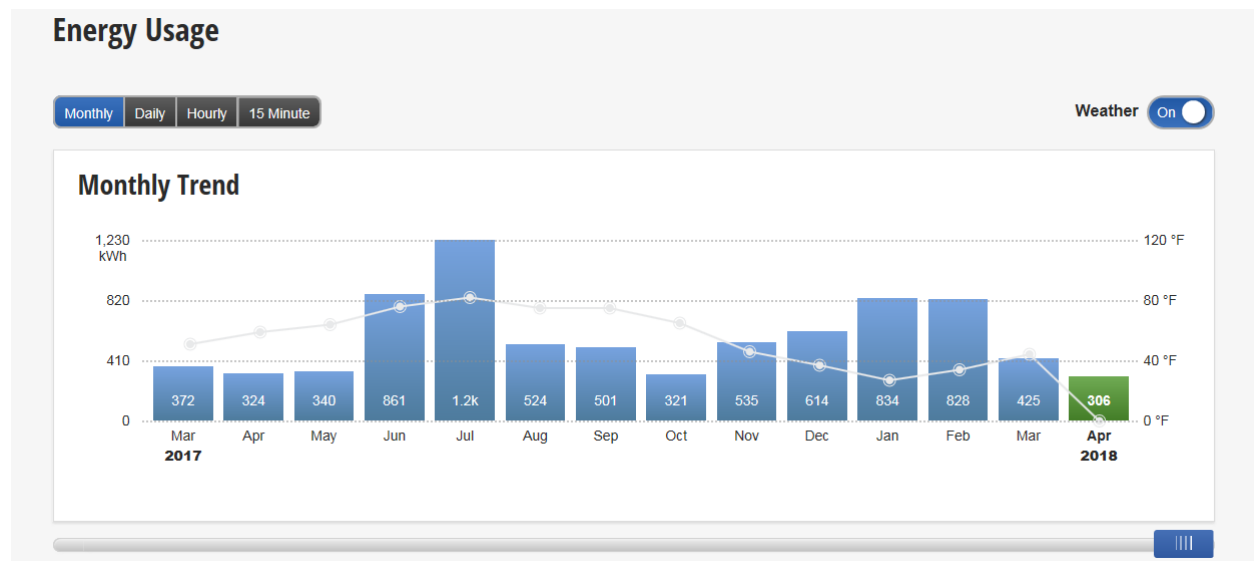 Energy Usage
Monthly Daily Hourly 15 Minute
Weather On
Monthly Trend
1,230 120 °F
kWh
820 80 °F
410 40 °F
372 324 340 861 1.2k 524 501 321 535 614 834 828 425 306
0 0 °F
Mar Apr May Jun Jul Aug Sep Oct Nov Dec Jan Feb Mar Apr
2017 2018